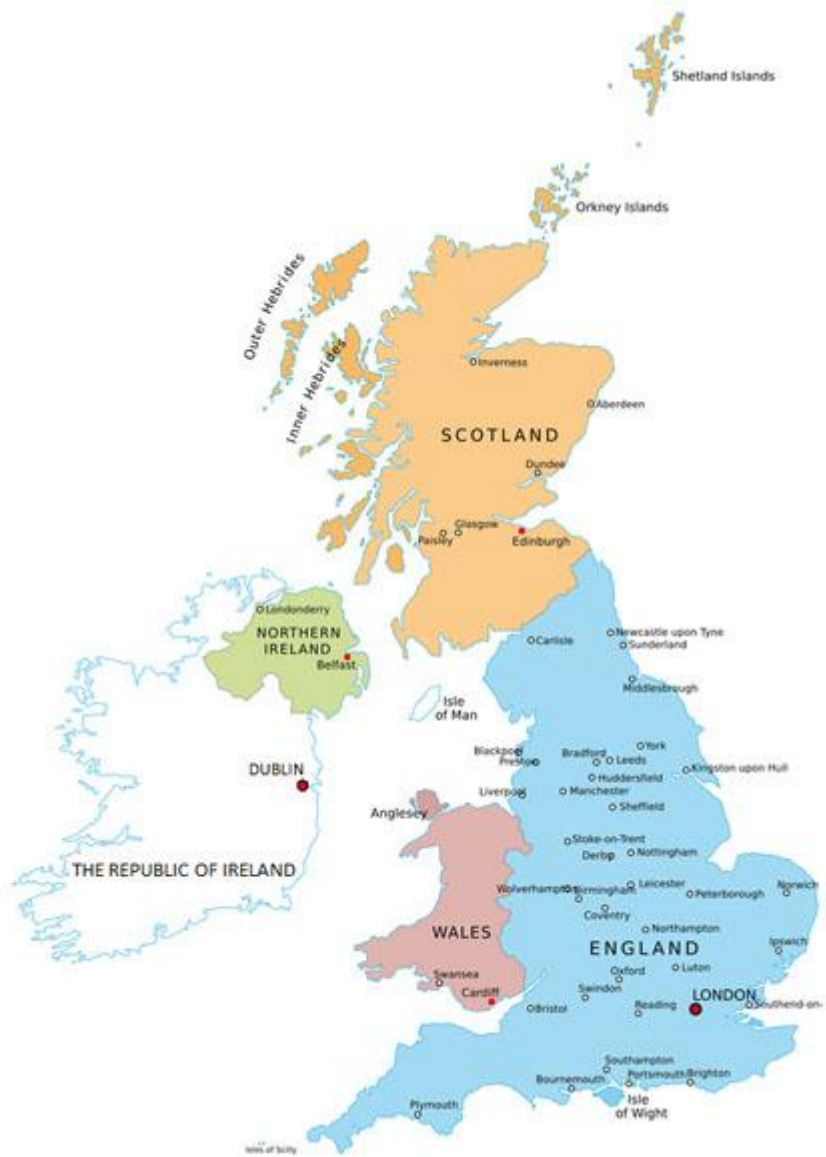 Shetland Islands
Orkney Islands
Outer Hebrides
Inner Hebrides
Inverness
Aberdeen
SCOTLAND
Dundee
Glasgow
Paisley
Edinburgh
Londonderry
NORTHERN
IRELAND
Belfast
Carlisle
Newcastle upon Tyne
Sunderland
Middlesbrough
Isle
of Man
Blackpool
Preston
Bradford
York
Leeds
Kingston upon Hull
DUBLIN
Huddersfield
Liverpool
Manchester
Sheffield
Anglesey
Stoke-on-Trent
Derby
Nottingham
THE REPUBLIC OF IRELAND
Wolverhampton
Birmingham
Leicester
Peterborough
Norwich
Coventry
WALES
Northampton
ENGLAND
Ipswich
Swansea
Oxford
Luton
Cardiff
Swindon
LONDON
Bristol
Reading
Southend-on-
Southampton
Bournemouth
Portsmouth
Brighton
Isle
of Wight
Plymouth
Isles of Scilly